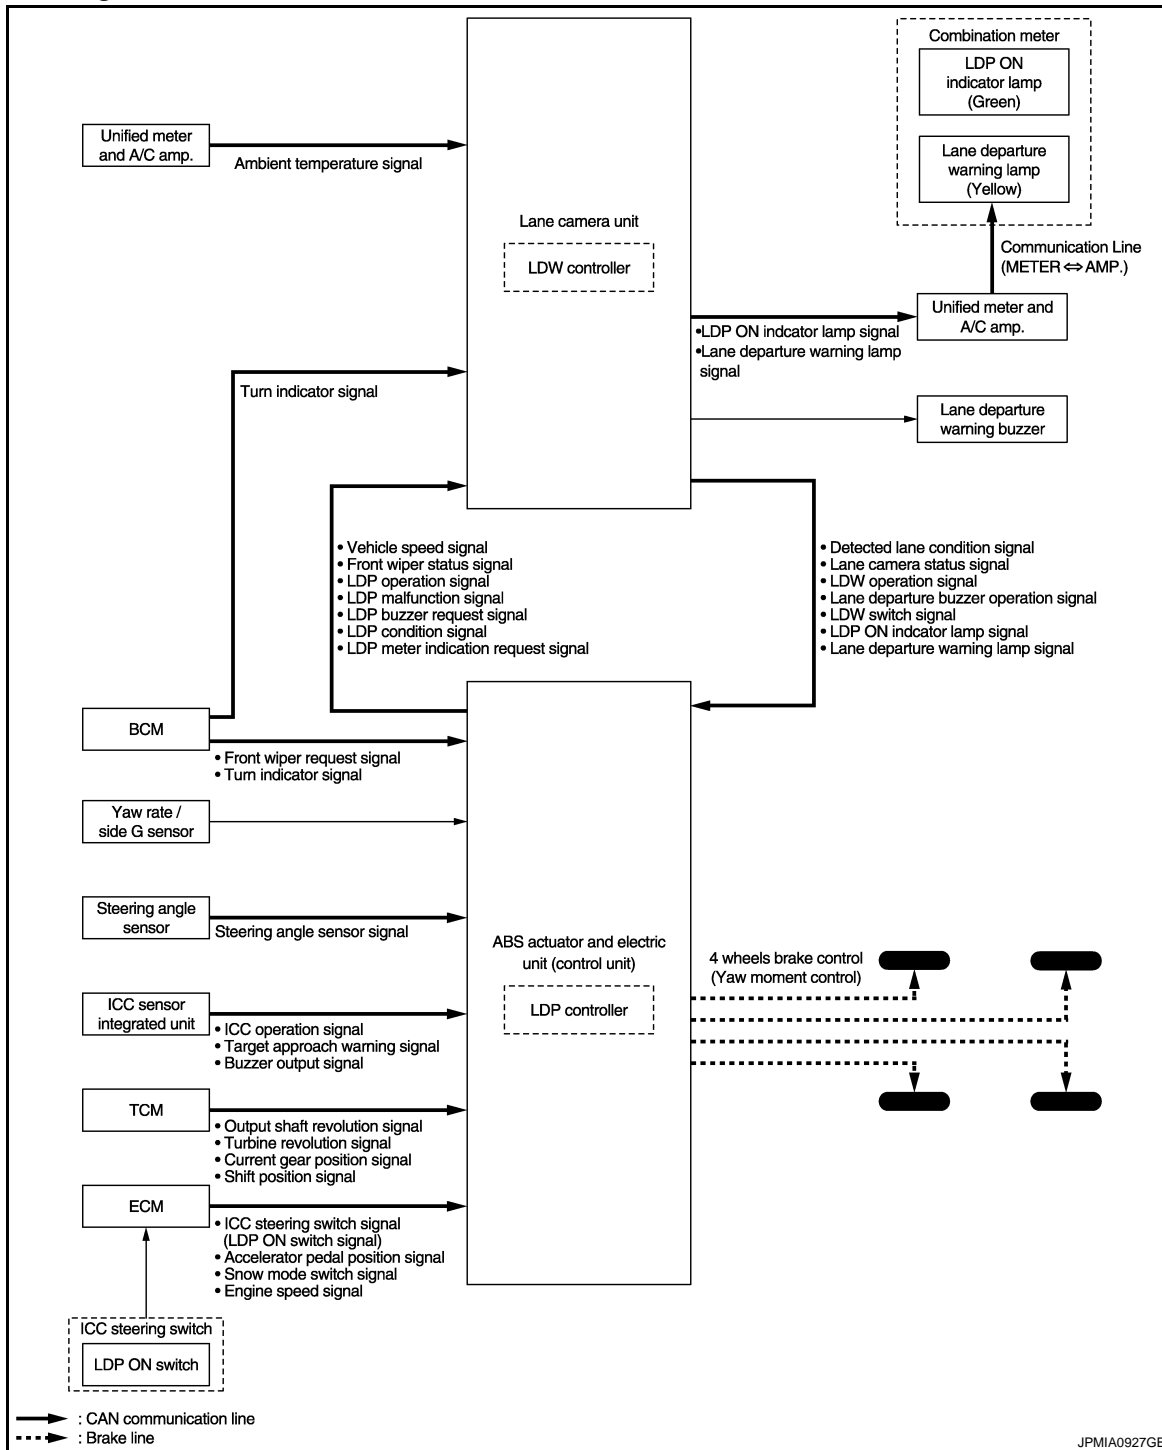 Combination meter
LDP ON
indicator lamp
(Green)
Unified meter
and A/C amp.
Ambient temperature signal
Lane departure
warning lamp
(Yellow)
Lane camera unit
LDW controller
Communication Line
(METER ⇔ AMP.)
Unified meter and
A/C amp.
•LDP ON indcator lamp signal
•Lane departure warning lamp
signal
Turn indicator signal
Lane departure
warning buzzer
• Vehicle speed signal
• Front wiper status signal
• LDP operation signal
• LDP malfunction signal
• LDP buzzer request signal
• LDP condition signal
• LDP meter indication request signal
• Detected lane condition signal
• Lane camera status signal
• LDW operation signal
• Lane departure buzzer operation signal
• LDW switch signal
• LDP ON indcator lamp signal
• Lane departure warning lamp signal
BCM
• Front wiper request signal
• Turn indicator signal
Yaw rate /
side G sensor
Steering angle
sensor
Steering angle sensor signal
ABS actuator and electric
unit (control unit)
LDP controller
4 wheels brake control
(Yaw moment control)
ICC sensor
integrated unit
• ICC operation signal
• Target approach warning signal
• Buzzer output signal
TCM
• Output shaft revolution signal
• Turbine revolution signal
• Current gear position signal
• Shift position signal
ECM
• ICC steering switch signal
(LDP ON switch signal)
• Accelerator pedal position signal
• Snow mode switch signal
• Engine speed signal
ICC steering switch
LDP ON switch
: CAN communication line
: Brake line
JPMIA0927GB